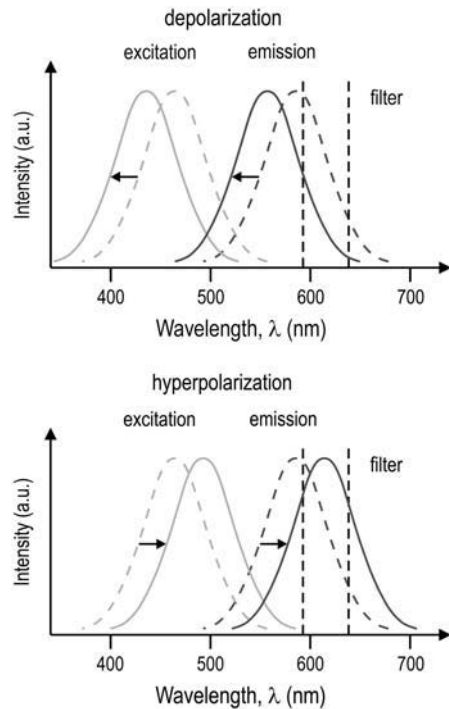 depolarization
excitation emission
filter
Intensity (a.u.)
400 500 600 700
Wavelength, λ (nm)
hyperpolarization
excitation emission
filter
Intensity (a.u.)
400 500 600 700
Wavelength, λ (nm)